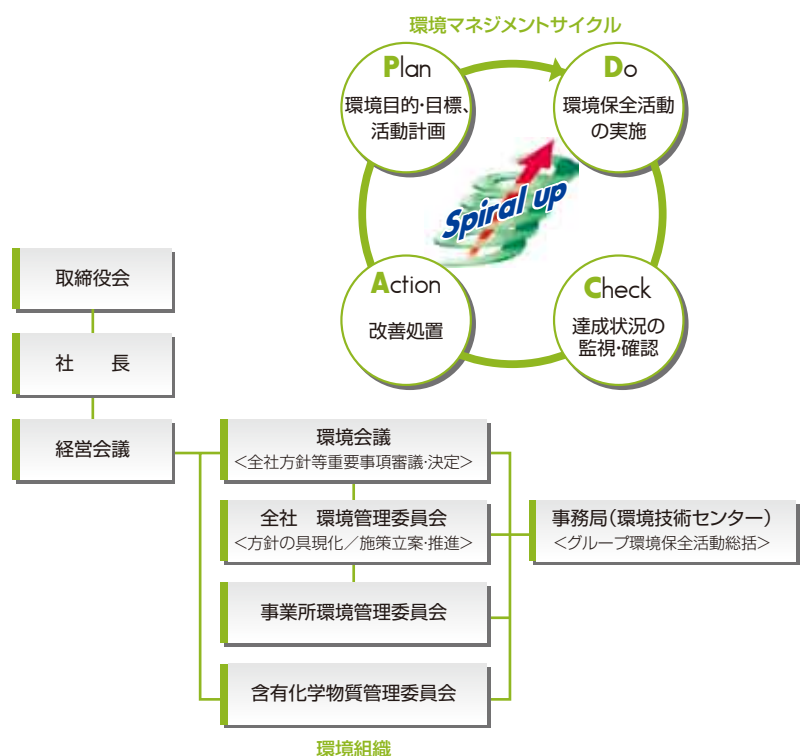 環境マネジメントサイクル
Plan
環境目的・目標、
活動計画
Do
環境保全活動
の実施
Spiral up
Action
改善処置
Check
達成状況の
監視・確認
取締役会
社　長
経営会議
環境会議
<全社方針等重要事項審議・決定>
全社　環境管理委員会
<方針の具現化／施策立案・推進>
事業所環境管理委員会
含有化学物質管理委員会
事務局(環境技術センター)
<グループ環境保全活動総括>
環境組織